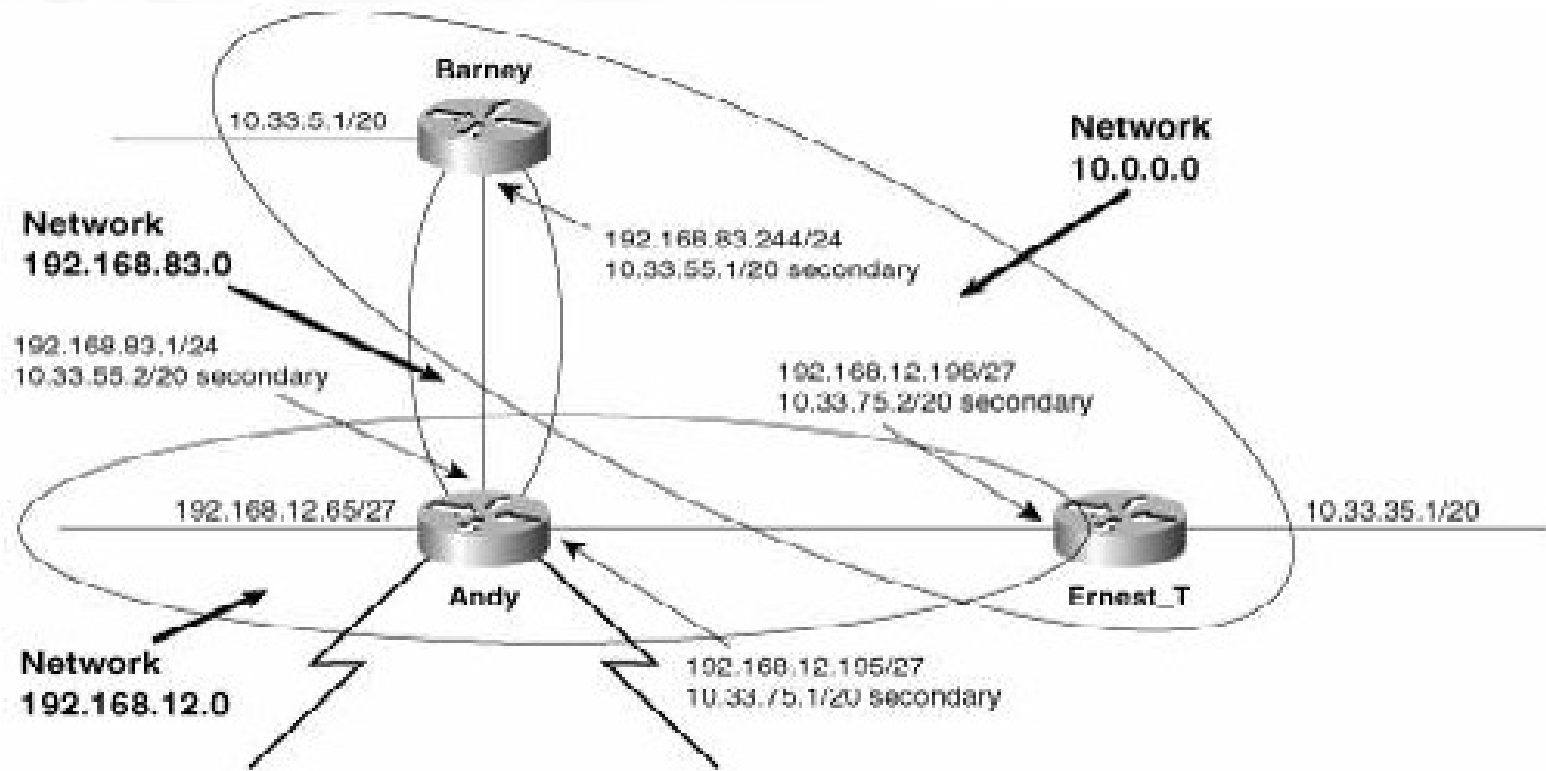 Barney
10.33.5.1/20
Network
10.0.0.0
Network
192.168.83.0
192.168.83.244/24
10.33.55.1/20 secondary
192.168.83.1/24
10.33.55.2/20 secondary
192.168.12.196/27
10.33.75.2/20 secondary
192.168.12.65/27
10.33.35.1/20
Andy
Ernest_T
Network
192.168.12.0
192.168.12.195/27
10.33.75.1/20 secondary